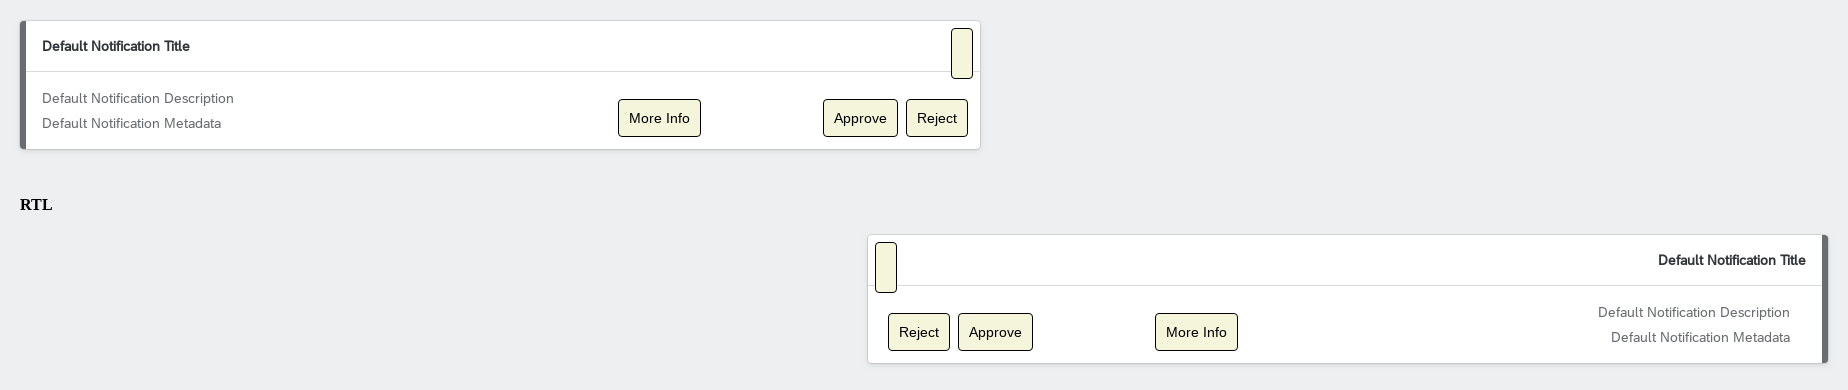 Default Notification Title
Default Notification Description
Default Notification Metadata
More Info
Approve
Reject
RTL
Default Notification Title
Default Notification Description
Default Notification Metadata
More Info
Approve
Reject